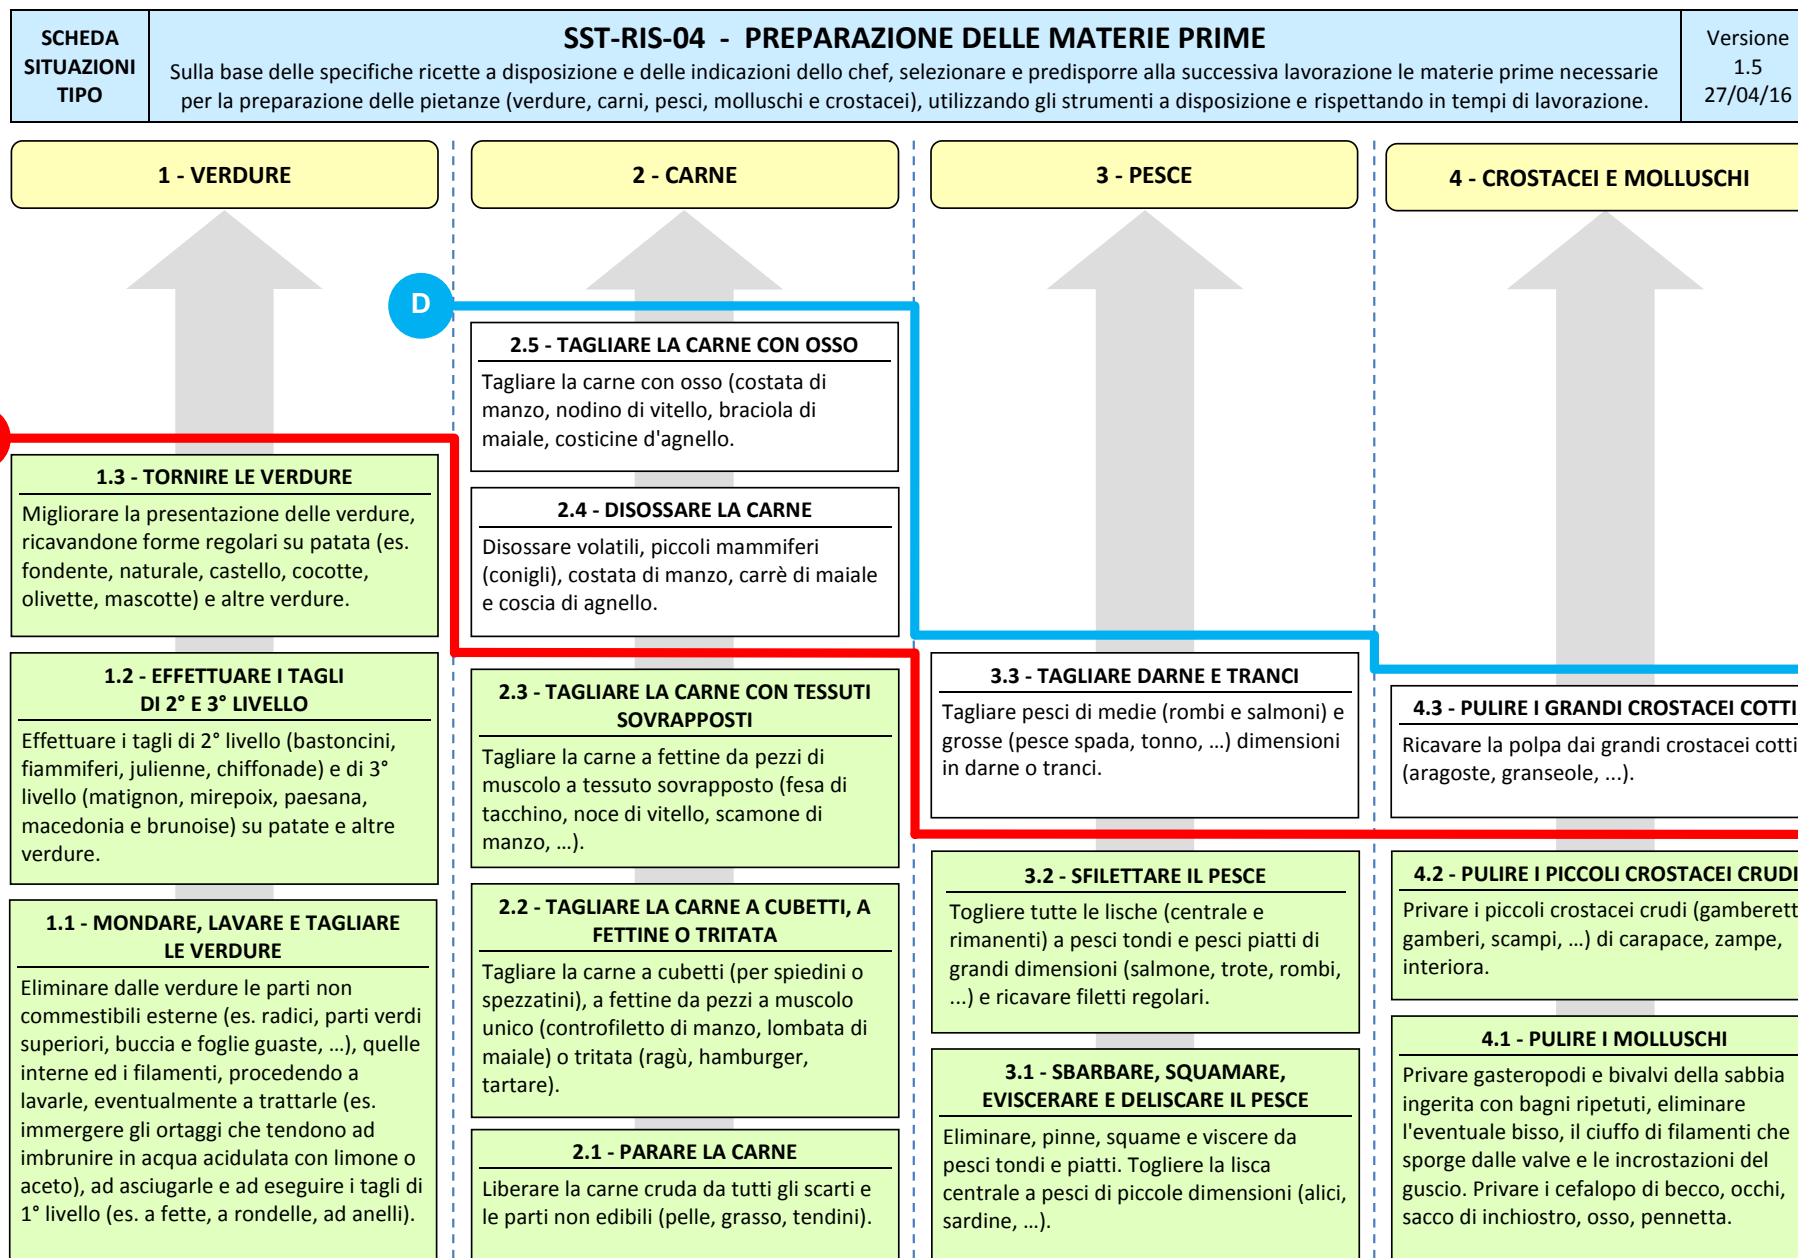 SCHEDA
SITUAZIONI
TIPO
SST-RIS-04 - PREPARAZIONE DELLE MATERIE PRIME
Sulla base delle specifiche ricette a disposizione e delle indicazioni dello chef, selezionare e predisporre alla successiva lavorazione le materie prime necessarie
per la preparazione delle pietanze (verdure, carni, pesci, molluschi e crostacei), utilizzando gli strumenti a disposizione e rispettando in tempi di lavorazione.
Versione
1.5
27/04/16
1 - VERDURE
1.3 - TORNIRE LE VERDURE
Migliorare la presentazione delle verdure,
ricavandone forme regolari su patata (es.
fondente, naturale, castello, cocotte,
olivette, mascotte) e altre verdure.
1.2 - EFFETTUARE I TAGLI
DI 2° E 3° LIVELLO
Effettuare i tagli di 2° livello (bastoncini,
fiammiferi, julienne, chiffonade) e di 3°
livello (matignon, mirepoix, paesana,
macedonia e brunoise) su patate e altre
verdure.
1.1 - MONDARE, LAVARE E TAGLIARE
LE VERDURE
Eliminare dalle verdure le parti non
commestibili esterne (es. radici, parti verdi
superiori, buccia e foglie guaste, ...), quelle
interne ed i filamenti, procedendo a
lavarle, eventualmente a trattarle (es.
immergere gli ortaggi che tendono ad
imbrunire in acqua acidulata con limone o
aceto), ad asciugarle e ad eseguire i tagli di
1° livello (es. a fette, a rondelle, ad anelli).
D
2 - CARNE
2.5 - TAGLIARE LA CARNE CON OSSO
Tagliare la carne con osso (costata di
manzo, nodino di vitello, braciola di
maiale, costicine d'agnello.
2.4 - DISOSSARE LA CARNE
Disossare volatili, piccoli mammiferi
(conigli), costata di manzo, carrè di maiale
e coscia di agnello.
2.3 - TAGLIARE LA CARNE CON TESSUTI
SOVRAPPOSTI
Tagliare la carne a fettine da pezzi di
muscolo a tessuto sovrapposto (fesa di
tacchino, noce di vitello, scamone di
manzo, ...).
2.2 - TAGLIARE LA CARNE A CUBETTI, A
FETTINE O TRITATA
Tagliare la carne a cubetti (per spiedini o
spezzatini), a fettine da pezzi a muscolo
unico (controfiletto di manzo, lombata di
maiale) o tritata (ragù, hamburger,
tartare).
2.1 - PARARE LA CARNE
Liberare la carne cruda da tutti gli scarti e
le parti non edibili (pelle, grasso, tendini).
3 - PESCE
3.3 - TAGLIARE DARNE E TRANCI
Tagliare pesci di medie (rombi e salmoni) e
grosse (pesce spada, tonno, ...) dimensioni
in darne o tranci.
3.2 - SFILETTARE IL PESCE
Togliere tutte le lische (centrale e
rimanenti) a pesci tondi e pesci piatti di
grandi dimensioni (salmone, trote, rombi,
...) e ricavare filetti regolari.
3.1 - SBARBARE, SQUAMARE,
EVISCERARE E DELISCARE IL PESCE
Eliminare, pinne, squame e viscere da
pesci tondi e piatti. Togliere la lisca
centrale a pesci di piccole dimensioni (alici,
sardine, ...).
4 - CROSTACEI E MOLLUSCHI
4.3 - PULIRE I GRANDI CROSTACEI COTTI
Ricavare la polpa dai grandi crostacei cotti
(aragoste, granseole, ...).
4.2 - PULIRE I PICCOLI CROSTACEI CRUDI
Privare i piccoli crostacei crudi (gamberett
gamberi, scampi, ...) di carapace, zampe,
interiora.
4.1 - PULIRE I MOLLUSCHI
Privare gasteropodi e bivalvi della sabbia
ingerita con bagni ripetuti, eliminare
l'eventuale bisso, il ciuffo di filamenti che
sporge dalle valve e le incrostazioni del
guscio. Privare i cefalopo di becco, occhi,
sacco di inchiostro, osso, pennetta.